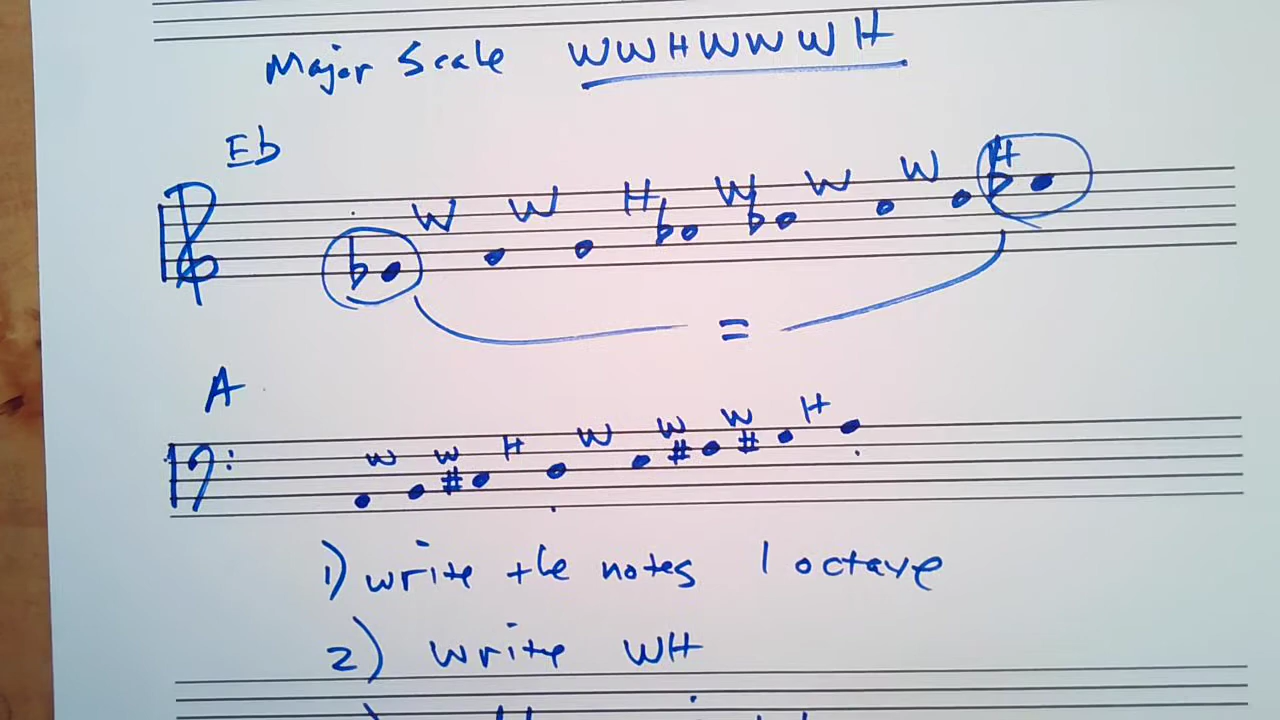 Major Scale WWHWWWH
Eb
W W H W W W H
=
A
W W H W W W H
1) write the notes 1 octave
2) write WH